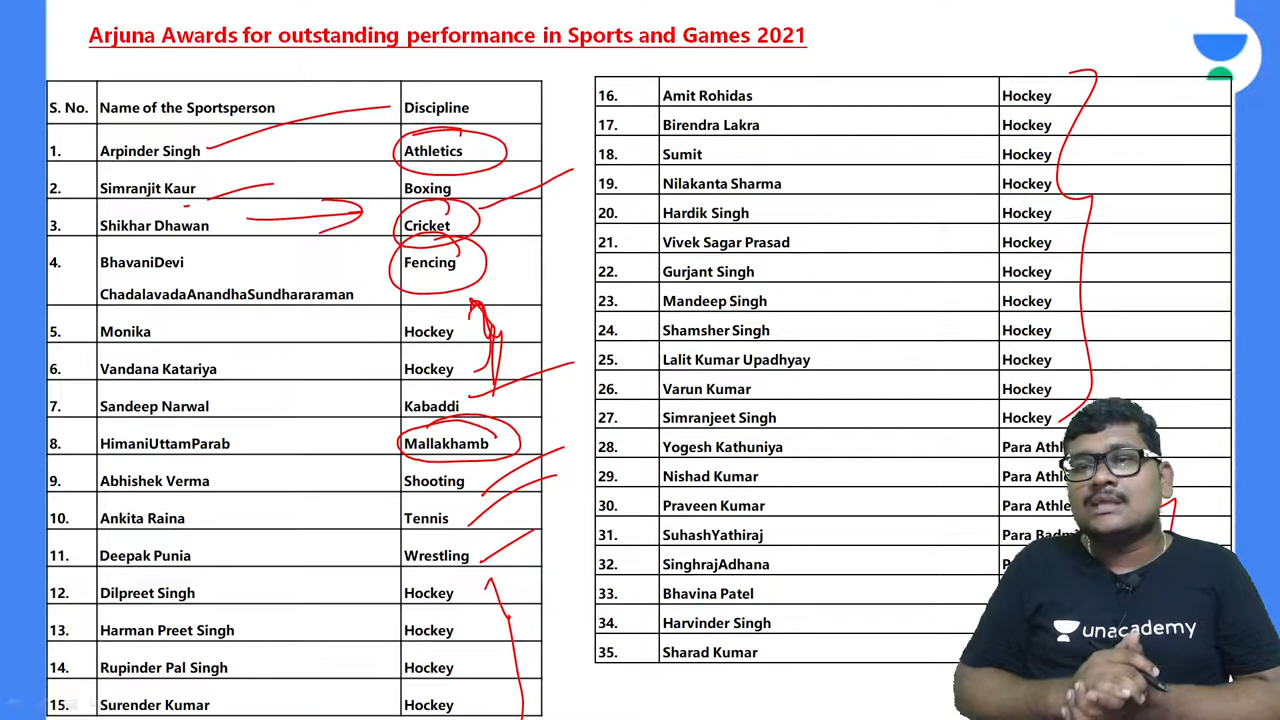 Arjuna Awards for outstanding performance in Sports and Games 2021
S. No. Name of the Sportsperson Discipline
1. Arpinder Singh Athletics
2. Simranjit Kaur Boxing
3. Shikhar Dhawan Cricket
4. BhavaniDevi Fencing
ChadalavadaAnandhaSundhararaman
5. Monika Hockey
6. Vandana Katariya Hockey
7. Sandeep Narwal Kabaddi
8. HimaniUttamParab Mallakhamb
9. Abhishek Verma Shooting
10. Ankita Raina Tennis
11. Deepak Punia Wrestling
12. Dilpreet Singh Hockey
13. Harman Preet Singh Hockey
14. Rupinder Pal Singh Hockey
15. Surender Kumar Hockey
16. Amit Rohidas Hockey
17. Birendra Lakra Hockey
18. Sumit Hockey
19. Nilakanta Sharma Hockey
20. Hardik Singh Hockey
21. Vivek Sagar Prasad Hockey
22. Gurjant Singh Hockey
23. Mandeep Singh Hockey
24. Shamsher Singh Hockey
25. Lalit Kumar Upadhyay Hockey
26. Varun Kumar Hockey
27. Simranjeet Singh Hockey
28. Yogesh Kathuniya Para
29. Nishad Kumar Para
30. Praveen Kumar Para
31. SuhashYathiraj Para
32. SinghrajAdhana
33. Bhavina Patel
34. Harvinder Singh
35. Sharad Kumar
unacademy